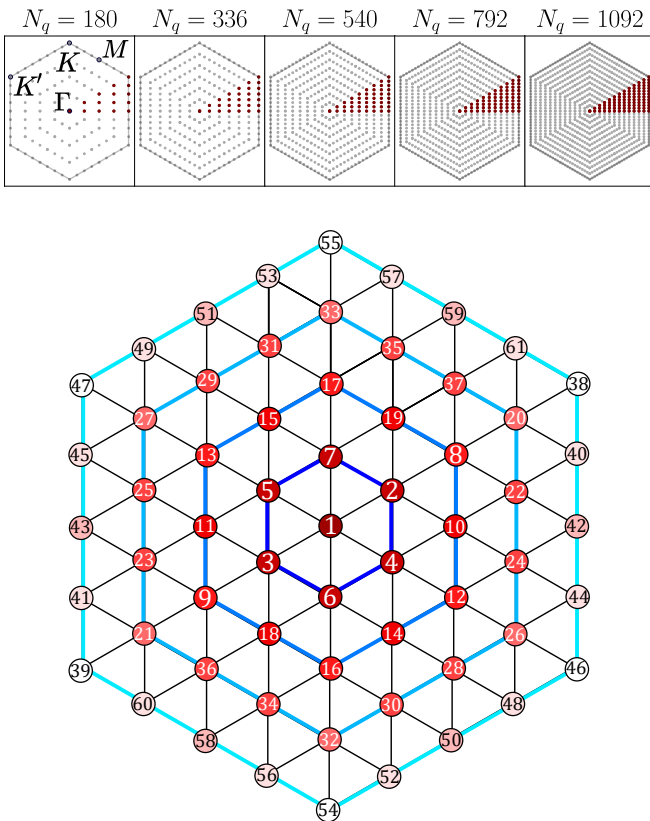 N_q = 180 N_q = 336 N_q = 540 N_q = 792 N_q = 1092
K M
K′
Γ
55
53 57
51 33 59
49 31 35 61
47 29 17 37 38
27 15 19 20
45 13 7 8 40
25 5 2 22
43 11 1 10 42
23 3 4 24
41 9 6 12 44
21 18 14 26
39 36 16 28 46
60 34 30 48
58 32 50
56 52
54